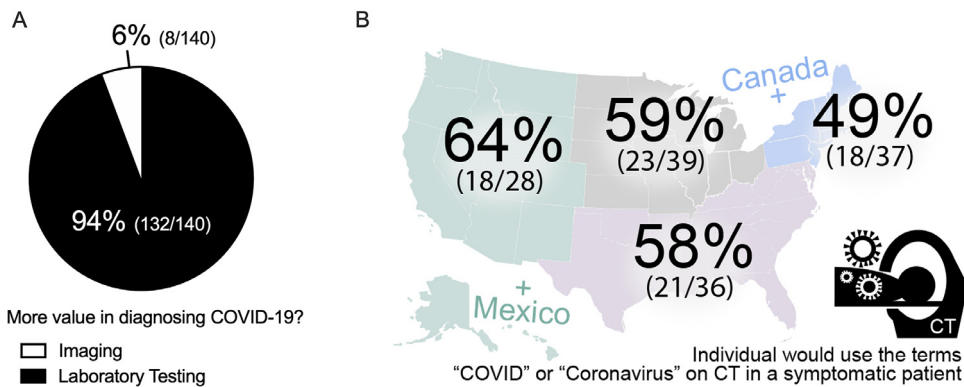 A
6% (8/140)
94% (132/140)
More value in diagnosing COVID-19?
Imaging
Laboratory Testing
B
Canada
+
64%
(18/28)
59%
(23/39)
49%
(18/37)
58%
(21/36)
+
Mexico
CT
Individual would use the terms
“COVID” or “Coronavirus” on CT in a symptomatic patient